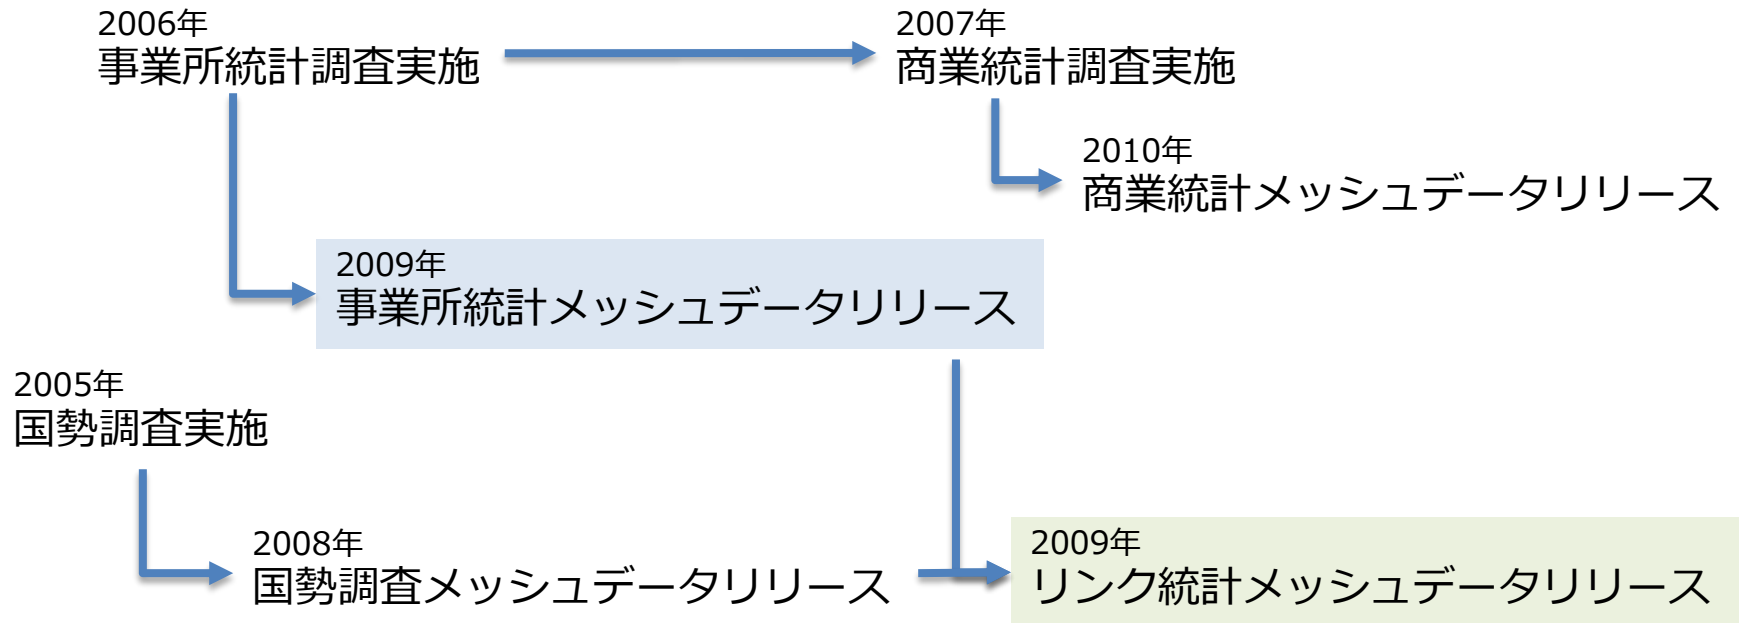 2006年
事業所統計調査実施
2007年
商業統計調査実施
2010年
商業統計メッシュデータリリース
2009年
事業所統計メッシュデータリリース
2005年
国勢調査実施
2008年
国勢調査メッシュデータリリース
2009年
リンク統計メッシュデータリリース